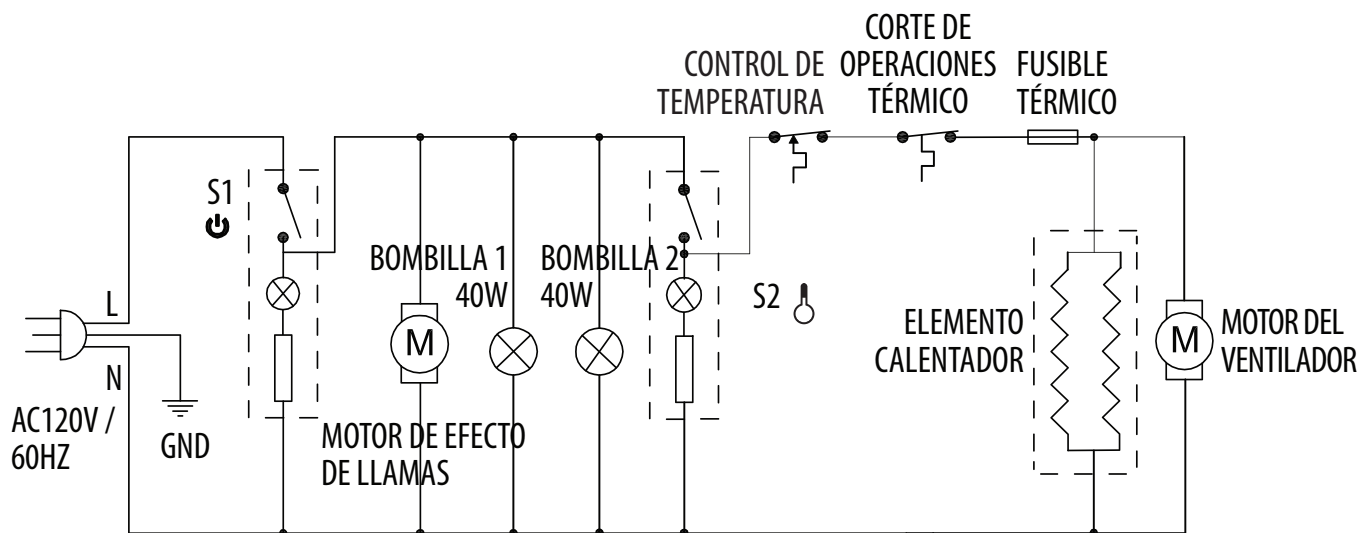 CORTE DE
CONTROL DE
OPERACIONES
FUSIBLE
TEMPERATURA
TÉRMICO
TÉRMICO
S1
BOMBILLA 1
40W
BOMBILLA 2
40W
S2
L
M
ELEMENTO
CALENTADOR
M
MOTOR DEL
VENTILADOR
N
AC120V /
60HZ
GND
MOTOR DE EFECTO
DE LLAMAS